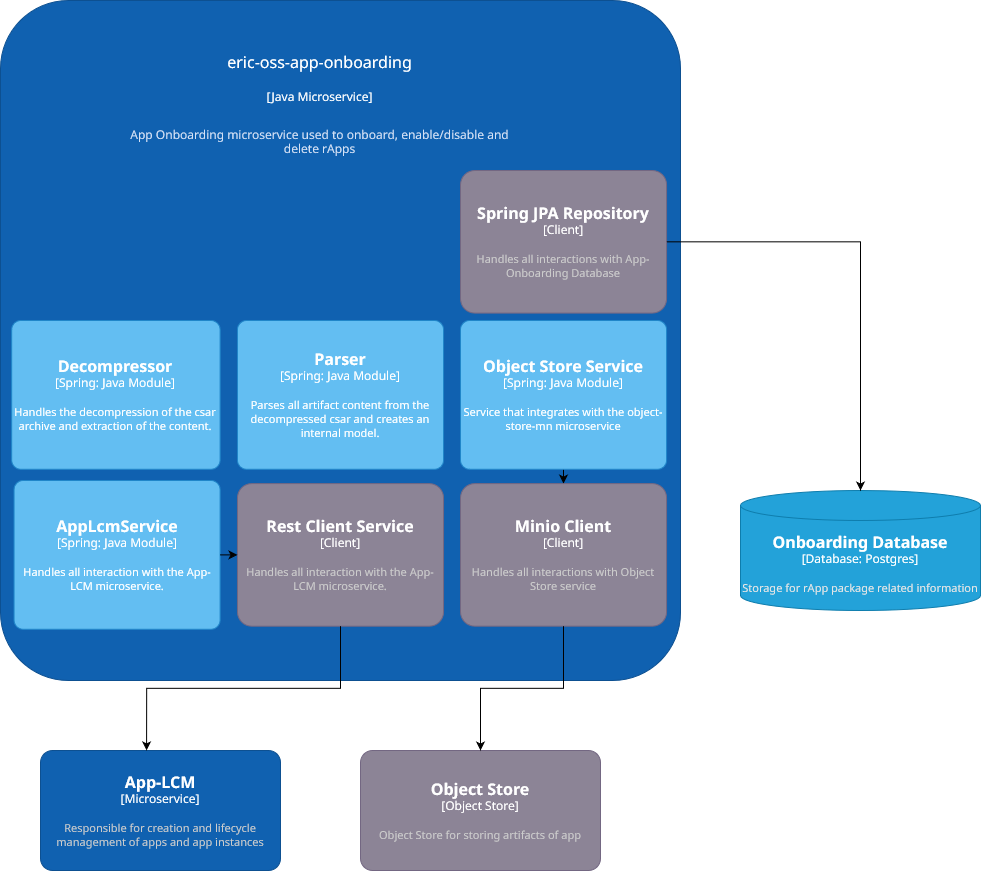 eric-oss-app-onboarding
[Java Microservice]
App Onboarding microservice used to onboard, enable/disable and
delete rApps
Spring JPA Repository
[Client]
Handles all interactions with App-
Onboarding Database
Decompressor
[Spring: Java Module]
Handles the decompression of the csar
archive and extraction of the content.
Parser
[Spring: Java Module]
Parses all artifact content from the
decompressed csar and creates an
internal model.
Object Store Service
[Spring: Java Module]
Service that integrates with the object-
store-mn microservice
AppLcmService
[Spring: Java Module]
Handles all interaction with the App-
LCM microservice.
Rest Client Service
[Client]
Handles all interaction with the App-
LCM microservice.
Minio Client
[Client]
Handles all interactions with Object
Store service
Onboarding Database
[Database: Postgres]
Storage for rApp package related information
App-LCM
[Microservice]
Responsible for creation and lifecycle
management of apps and app instances
Object Store
[Object Store]
Object Store for storing artifacts of app